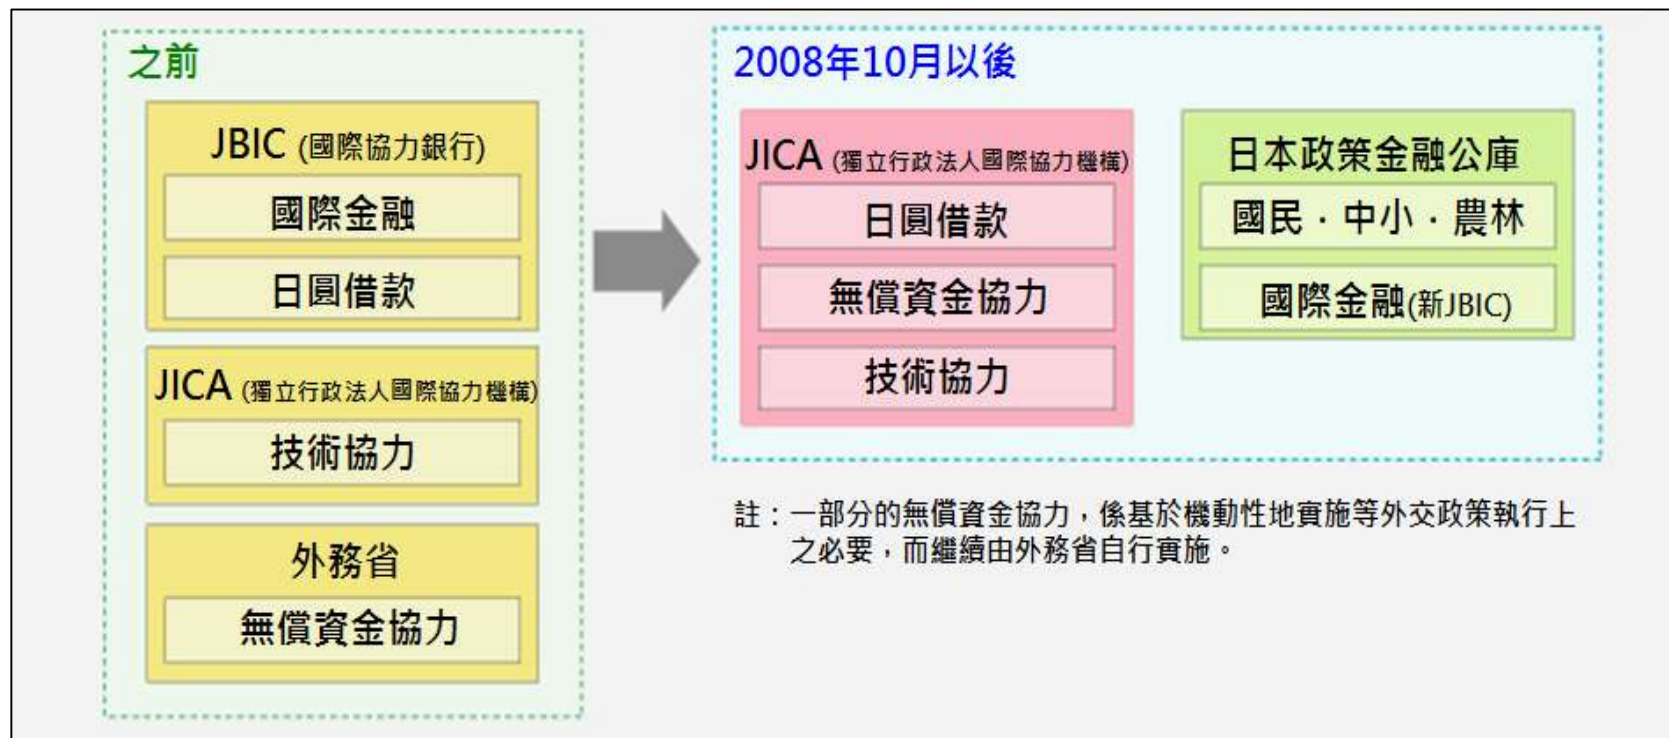 之前
JBIC (國際協力銀行)
國際金融
日圓借款
JICA (獨立行政法人國際協力機構)
技術協力
外務省
無償資金協力
2008年10月以後
JICA (獨立行政法人國際協力機構)
日圓借款
無償資金協力
技術協力
日本政策金融公庫
國民．中小．農林
國際金融(新JBIC)
註：一部分的無償資金協力，係基於機動性地實施等外交政策執行上
之必要，而繼續由外務省自行實施。